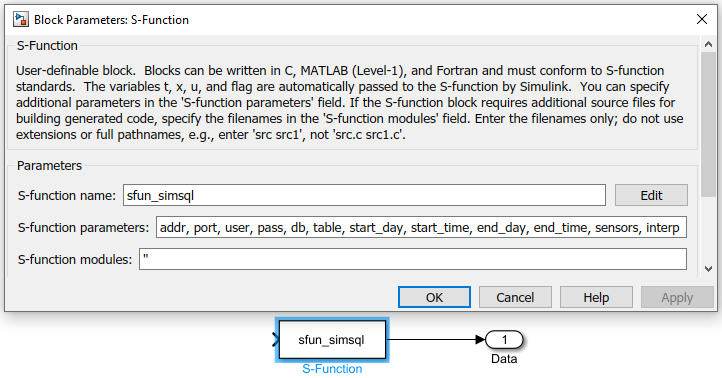 Block Parameters: S-Function
S-Function
User-definable block.  Blocks can be written in C, MATLAB (Level-1), and Fortran and must conform to S-function
standards.  The variables t, x, u, and flag are automatically passed to the S-function by Simulink.  You can specify
additional parameters in the 'S-function parameters' field. If the S-function block requires additional source files for
building generated code, specify the filenames in the 'S-function modules' field. Enter the filenames only; do not use
extensions or full pathnames, e.g., enter 'src src1', not 'src.c src1.c'.
Parameters
S-function name: sfun_simsql Edit
S-function parameters: addr, port, user, pass, db, table, start_day, start_time, end_day, end_time, sensors, interp
S-function modules: ''
OK Cancel Help Apply
sfun_simsql 1
S-Function Data